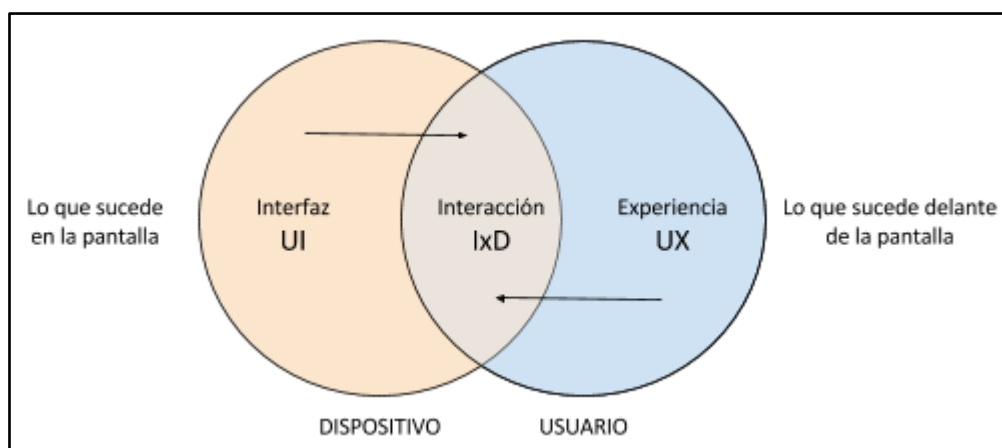 Lo que sucede
en la pantalla
Interfaz
UI
Interacción
IxD
Experiencia
UX
Lo que sucede delante
de la pantalla
DISPOSITIVO
USUARIO